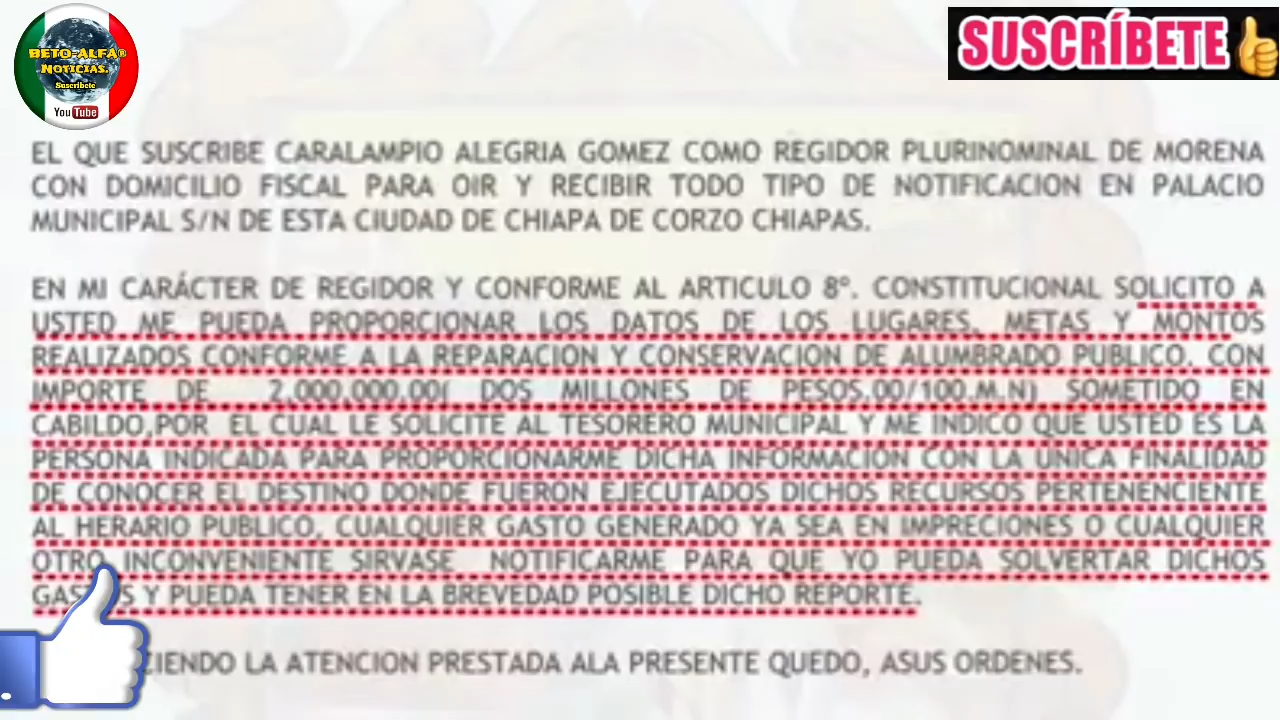 BETO-ALFA®
NOTICIAS.
Suscribete
YouTube
SUSCRÍBETE
EL QUE SUSCRIBE CARALAMPIO ALEGRIA GOMEZ COMO REGIDOR PLURINOMINAL DE MORENA
CON DOMICILIO FISCAL PARA OIR Y RECIBIR TODO TIPO DE NOTIFICACION EN PALACIO
MUNICIPAL S/N DE ESTA CIUDAD DE CHIAPA DE CORZO CHIAPAS.
EN MI CARÁCTER DE REGIDOR Y CONFORME AL ARTICULO 8º. CONSTITUCIONAL SOLICITO A
USTED ME PUEDA PROPORCIONAR LOS DATOS DE LOS LUGARES, METAS Y MONTOS
REALIZADOS CONFORME A LA REPARACION Y CONSERVACION DE ALUMBRADO PUBLICO. CON
IMPORTE DE 2,000,000.00( DOS MILLONES DE PESOS.00/100.M.N) SOMETIDO EN
CABILDO,POR EL CUAL LE SOLICITE AL TESORERO MUNICIPAL Y ME INDICO QUE USTED ES LA
PERSONA INDICADA PARA PROPORCIONARME DICHA INFORMACION CON LA UNICA FINALIDAD
DE CONOCER EL DESTINO DONDE FUERON EJECUTADOS DICHOS RECURSOS PERTENENCIENTE
AL HERARIO PUBLICO, CUALQUIER GASTO GENERADO YA SEA EN IMPRECIONES O CUALQUIER
OTRO INCONVENIENTE SIRVASE NOTIFICARME PARA QUE YO PUEDA SOLVERTAR DICHOS
Y PUEDA TENER EN LA BREVEDAD POSIBLE DICHO REPORTE.
LA ATENCION PRESTADA ALA PRESENTE QUEDO, ASUS ORDENES.